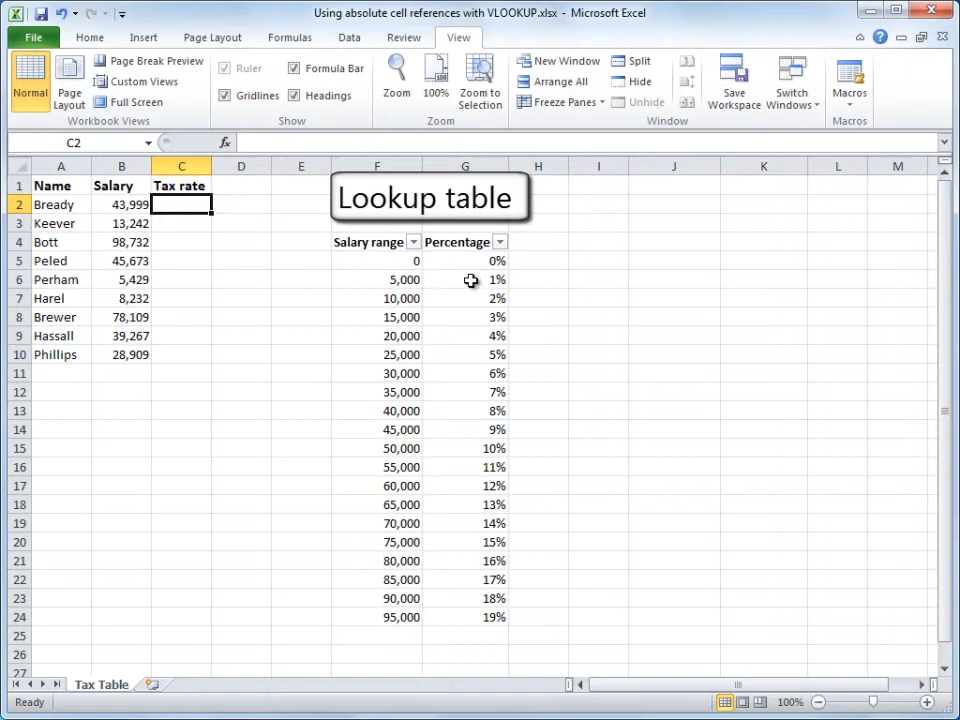 Using absolute cell references with VLOOKUP.xlsx - Microsoft Excel
File Home Insert Page Layout Formulas Data Review View
Normal
Page Layout
Page Break Preview
Custom Views
Full Screen
Workbook Views
Ruler
Formula Bar
Gridlines
Headings
Show
Zoom
100%
Zoom to Selection
Zoom
New Window
Arrange All
Freeze Panes
Split
Hide
Unhide
Save Workspace
Switch Windows
Window
Macros
Macros
C2
fx
A B C D E F G H I J K L M
1 Name Salary Tax rate
Lookup table
2 Bready 43,999
3 Keever 13,242
4 Bott 98,732 Salary range Percentage
5 Peled 45,673 0 0%
6 Perham 5,429 5,000 1%
7 Harel 8,232 10,000 2%
8 Brewer 78,109 15,000 3%
9 Hassall 39,267 20,000 4%
10 Phillips 28,909 25,000 5%
11 30,000 6%
12 35,000 7%
13 40,000 8%
14 45,000 9%
15 50,000 10%
16 55,000 11%
17 60,000 12%
18 65,000 13%
19 70,000 14%
20 75,000 15%
21 80,000 16%
22 85,000 17%
23 90,000 18%
24 95,000 19%
25
26
27
Tax Table
Ready 100%